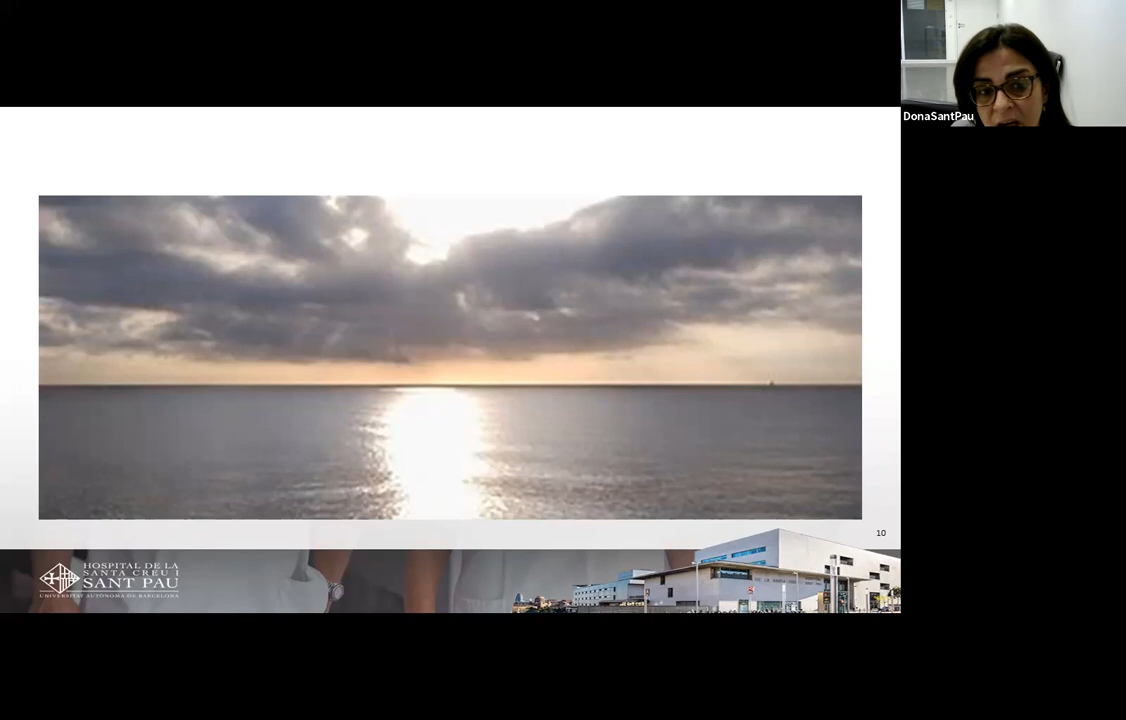 DonaSantPau
10
HOSPITAL DE LA
SANTA CREU I
SANT PAU
UNIVERSITAT AUTÒNOMA DE BARCELONA